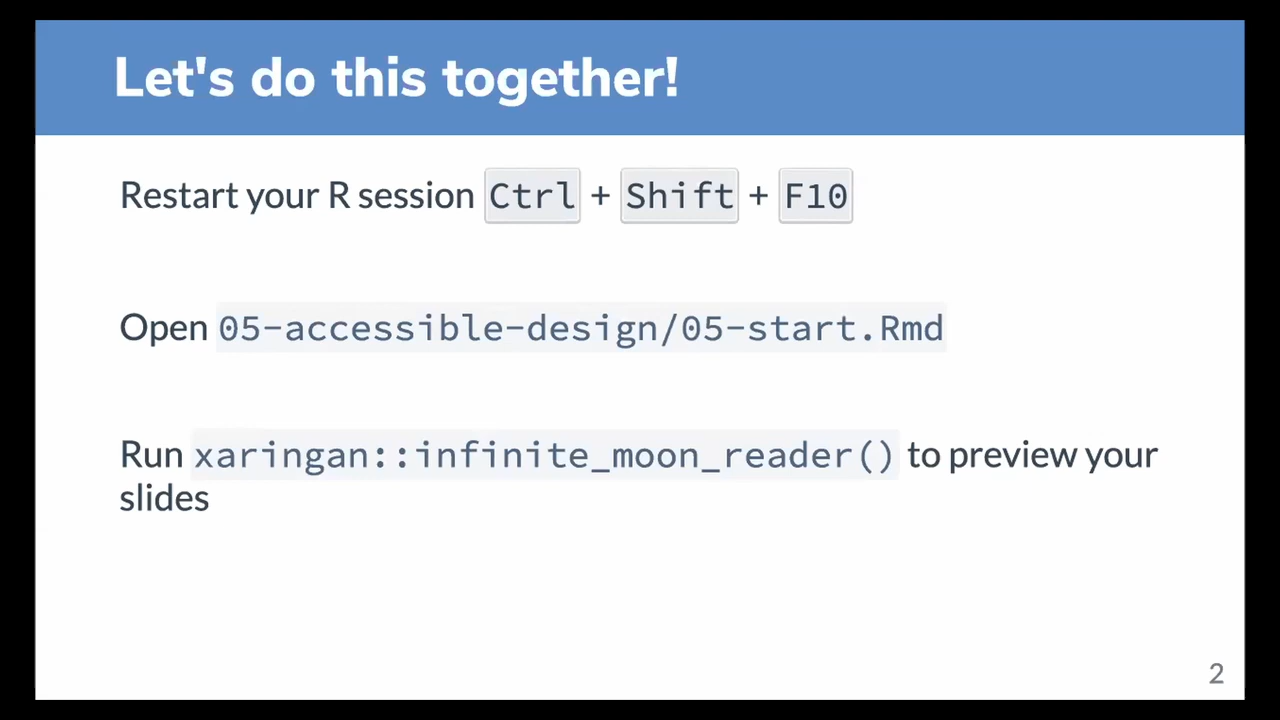 Let's do this together!
Restart your R session Ctrl + Shift + F10
Open 05-accessible-design/05-start.Rmd
Run xaringan::infinite_moon_reader() to preview your
slides
2